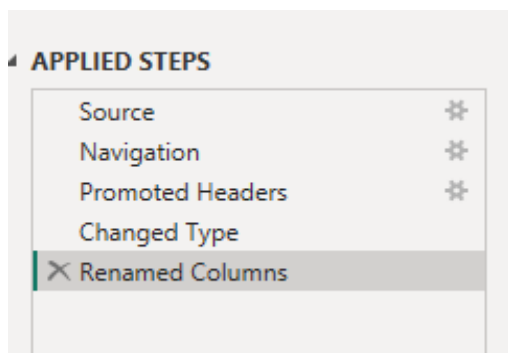 APPLIED STEPS
Source
Navigation
Promoted Headers
Changed Type
Renamed Columns